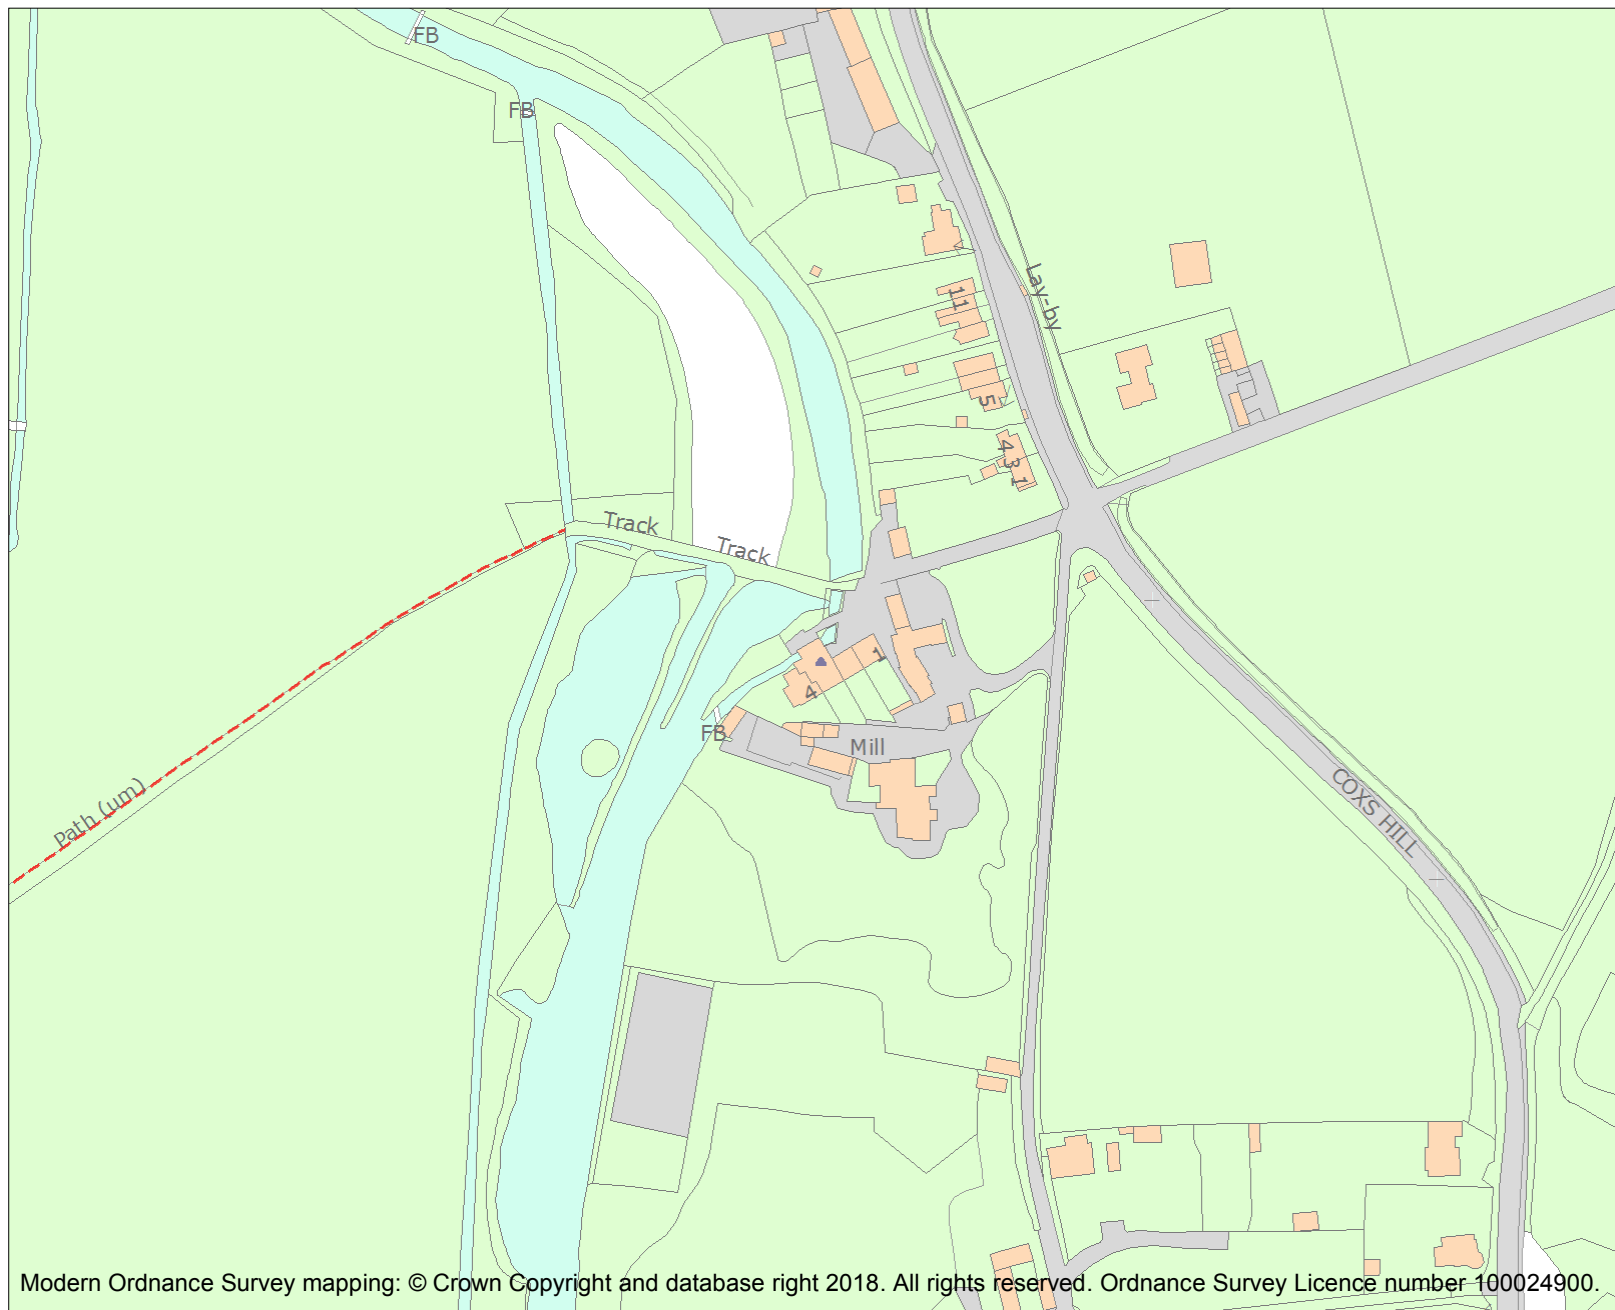 FB
FB
Lay-by
11
5
4 3 1
Track
Track
1
4
FB
Mill
Path (um)
COXS HILL
Modern Ordnance Survey mapping: © Crown Copyright and database right 2018. All rights reserved. Ordnance Survey Licence number 100024900.